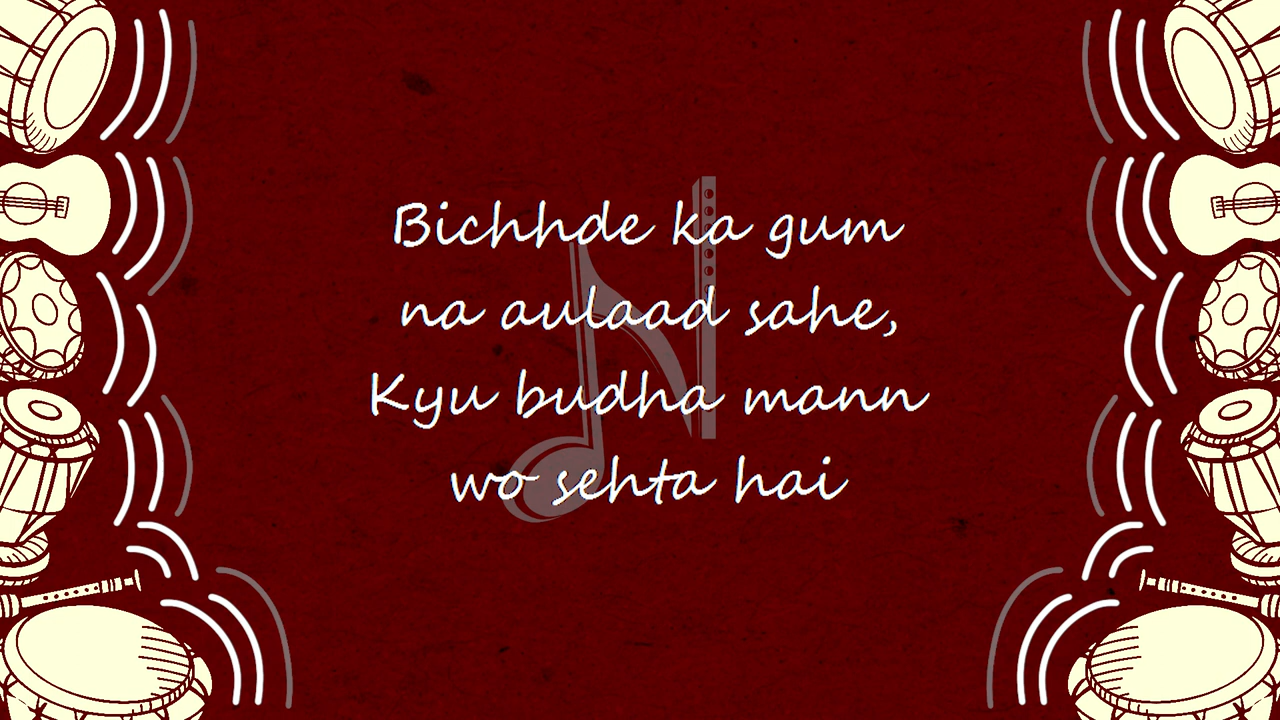 Bichhde ka gum
na aulaad sahe,
Kyu budha mann
wo sehta hai